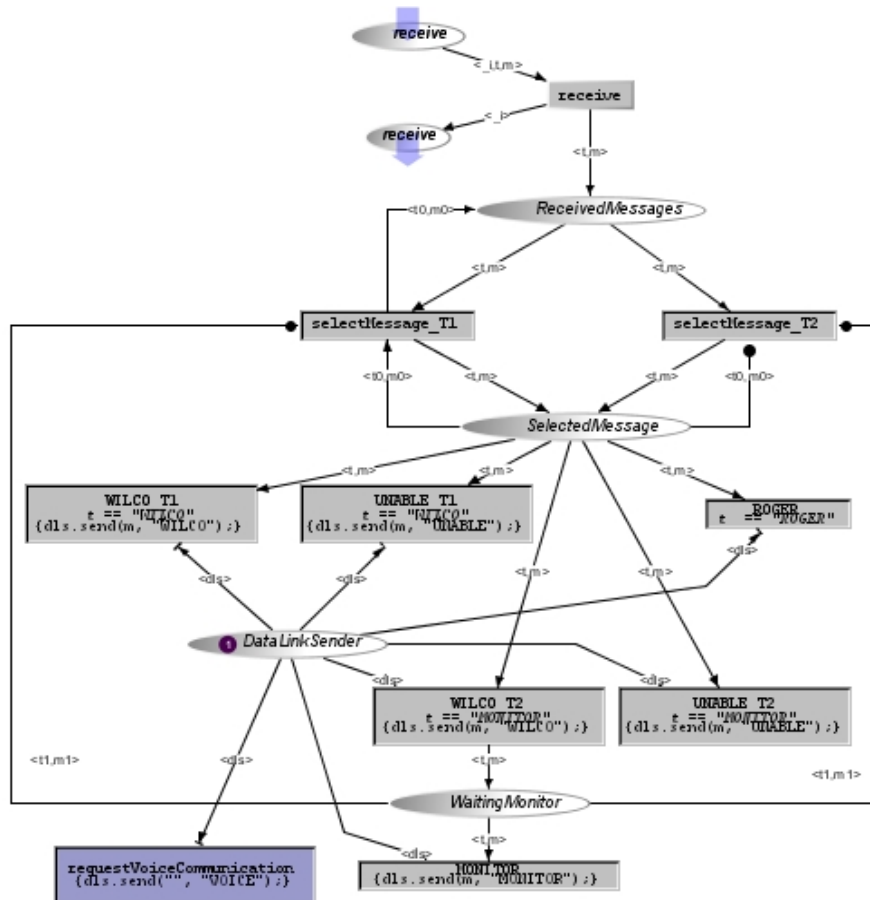 receive
<_i,t,m>
receive
<_i>
receive
<t,m>
<t0,m0>
ReceivedMessages
<t,m>
<t,m>
selectMessage_T1
selectMessage_T2
<t0,m0>
<t,m>
<t,m>
<t0,m0>
SelectedMessage
<t,m>
<t,m>
<t,m>
WILCO T1
t == "WILCO"
{dls.send(m, "WILCO");}
UNABLE T1
t == "WILCO"
{dls.send(m, "UNABLE");}
ROGER
t == "ROGER"
<dls>
<t,m>
<t,m>
<dls>
<dls>
1
DataLinkSender
<dls>
<dls>
WILCO T2
t == "MONITOR"
{dls.send(m, "WILCO");}
UNABLE T2
t == "MONITOR"
{dls.send(m, "UNABLE");}
<t1,m1>
<dls>
<t,m>
<t1,m1>
WaitingMonitor
<t,m>
<dls>
requestVoiceCommunication
{dls.send("", "VOICE");}
MONITOR
{dls.send(m, "MONITOR");}